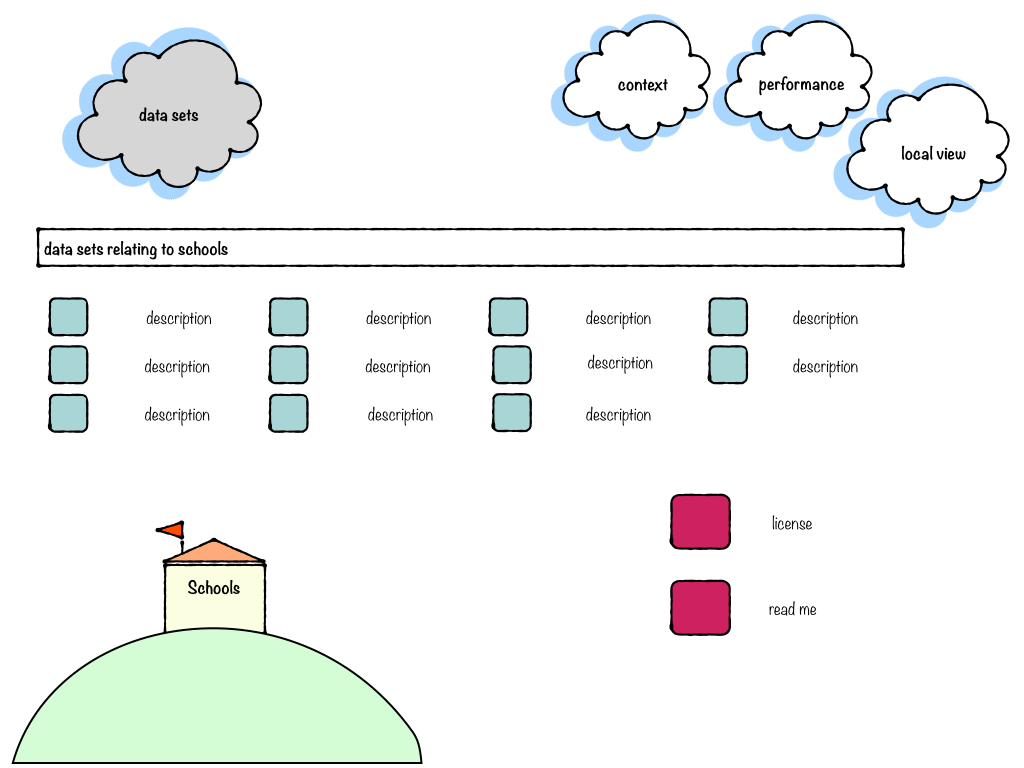 data sets
context
performance
local view
data sets relating to schools
description
description
description
description
description
description
description
description
description
description
description
license
Schools
read me